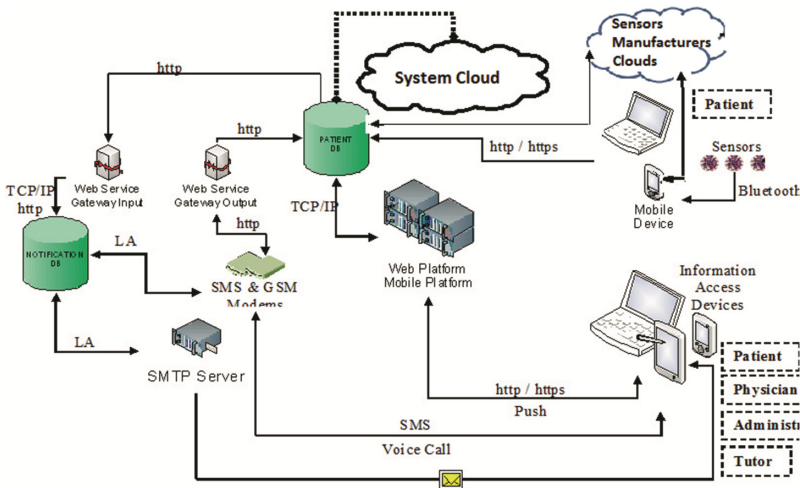 Sensors
Manufacturers
Clouds
System Cloud
http
Patient
http
PATIENT
DB
http / https
Sensors
Bluetooth
Mobile
Device
Web Service
Gateway Input
Web Service
Gateway Output
TCP/IP
http
TCP/IP
http
NOTIFICATION
DB
LA
SMS & GSM
Modems
Web Platform
Mobile Platform
Information
Access
Devices
LA
SMTP Server
Patient
Physician
Administr
Tutor
http / https
Push
SMS
Voice Call